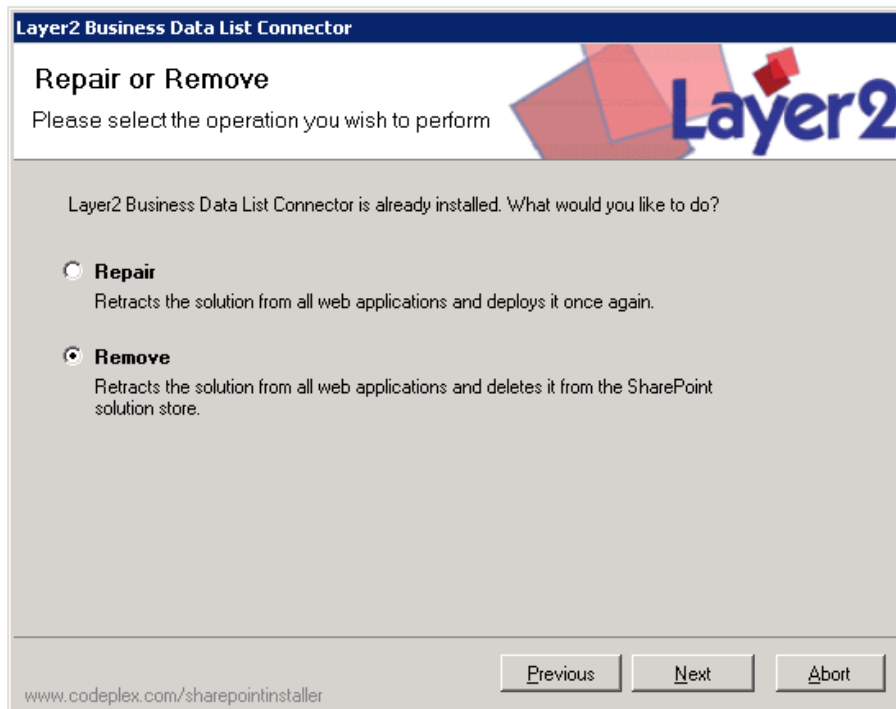 Layer2 Business Data List Connector
Repair or Remove
Please select the operation you wish to perform
Layer2
Layer2 Business Data List Connector is already installed. What would you like to do?
Repair
Retracts the solution from all web applications and deploys it once again.
Remove
Retracts the solution from all web applications and deletes it from the SharePoint
solution store.
Previous
Next
Abort
www.codeplex.com/sharepointinstaller